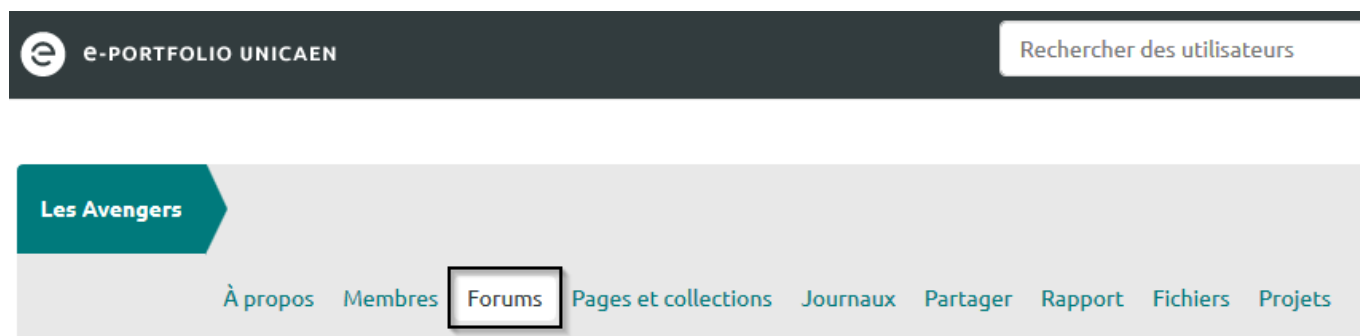 e-PORTFOLIO UNICAEN
Rechercher des utilisateurs
Les Avengers
À propos Membres Forums Pages et collections Journaux Partager Rapport Fichiers Projets